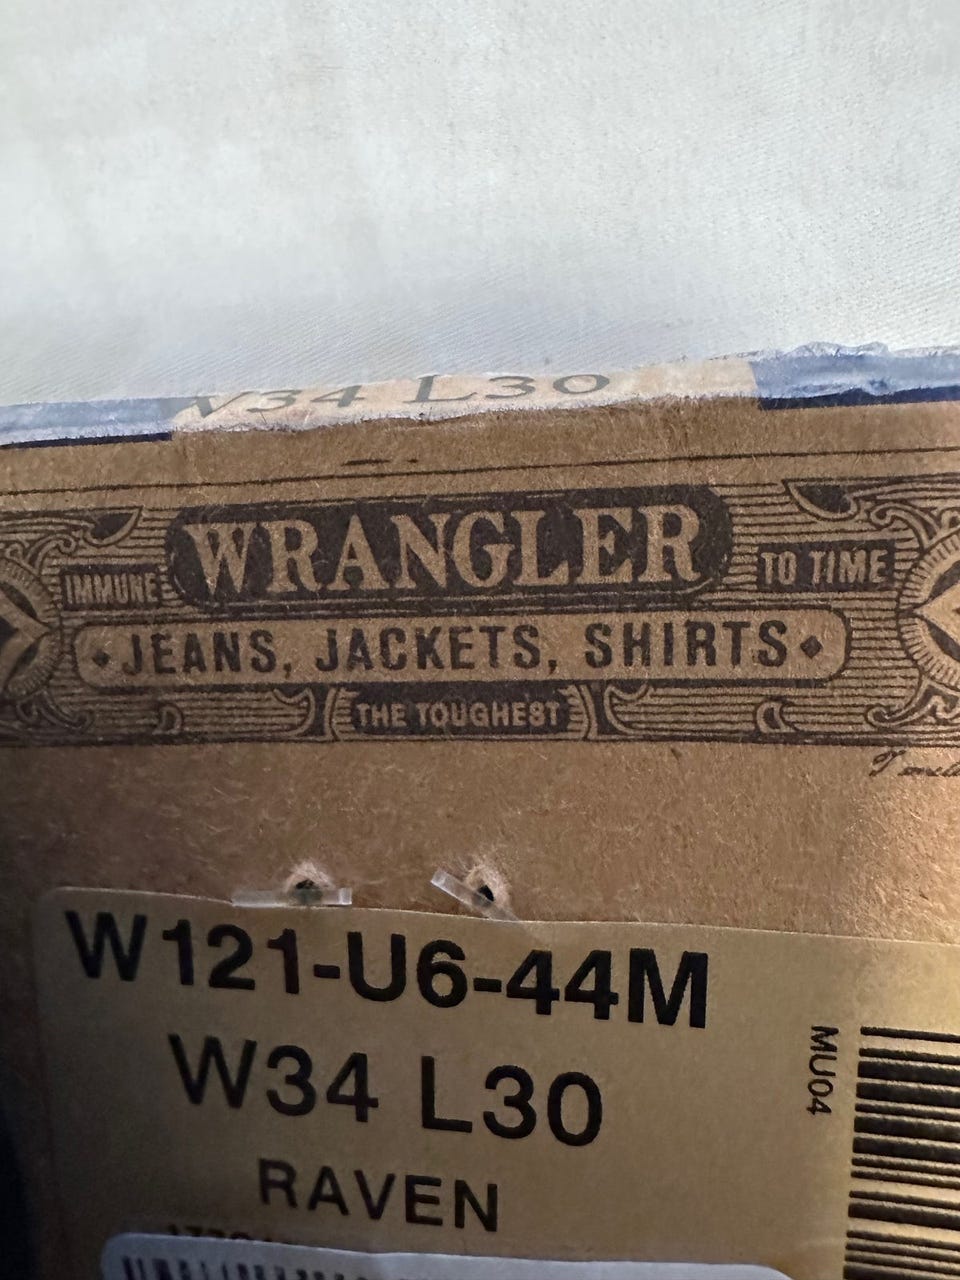 W34 L30
WRANGLER
IMMUNE
TO TIME
JEANS, JACKETS, SHIRTS
THE TOUGHEST
W121-U6-44M
W34 L30
RAVEN
MU04